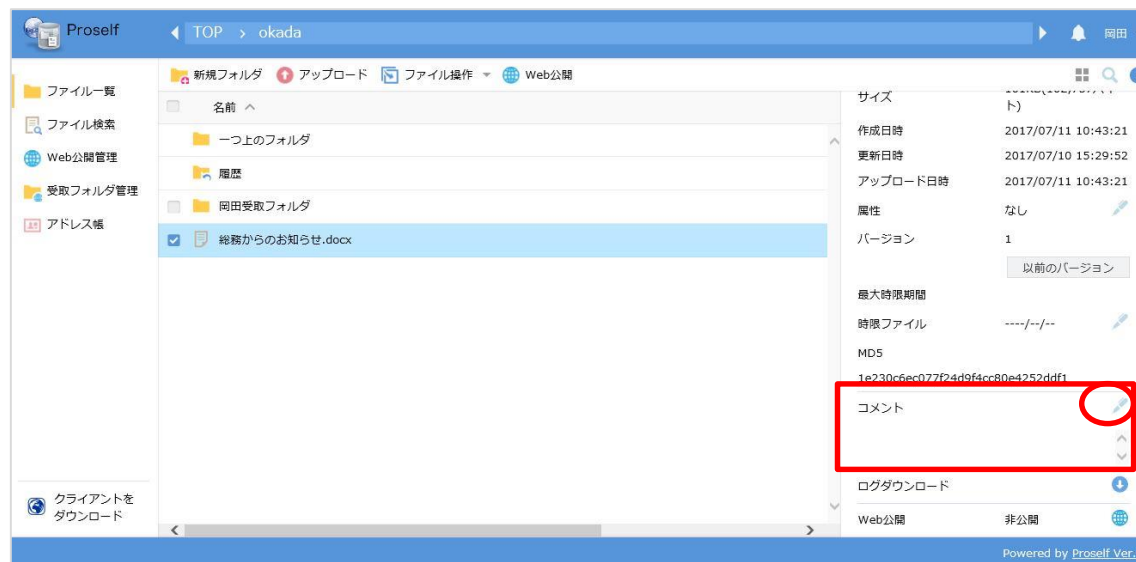 Proself
TOP > okada
岡田
新規フォルダ アップロード ファイル操作 Web公開
ファイル一覧
ファイル検索
Web公開管理
受取フォルダ管理
アドレス帳
クライアントを
ダウンロード
名前
一つ上のフォルダ
履歴
岡田受取フォルダ
総務からのお知らせ.docx
サイズ
ト)
作成日時 2017/07/11 10:43:21
更新日時 2017/07/10 15:29:52
アップロード日時 2017/07/11 10:43:21
属性 なし
バージョン 1
以前のバージョン
最大時限期間
時限ファイル ----/--/--
MD5
1e230c6ec077f24d9f4cc80e4252ddf1
コメント
ログダウンロード
Web公開 非公開
Powered by Proself Ver.